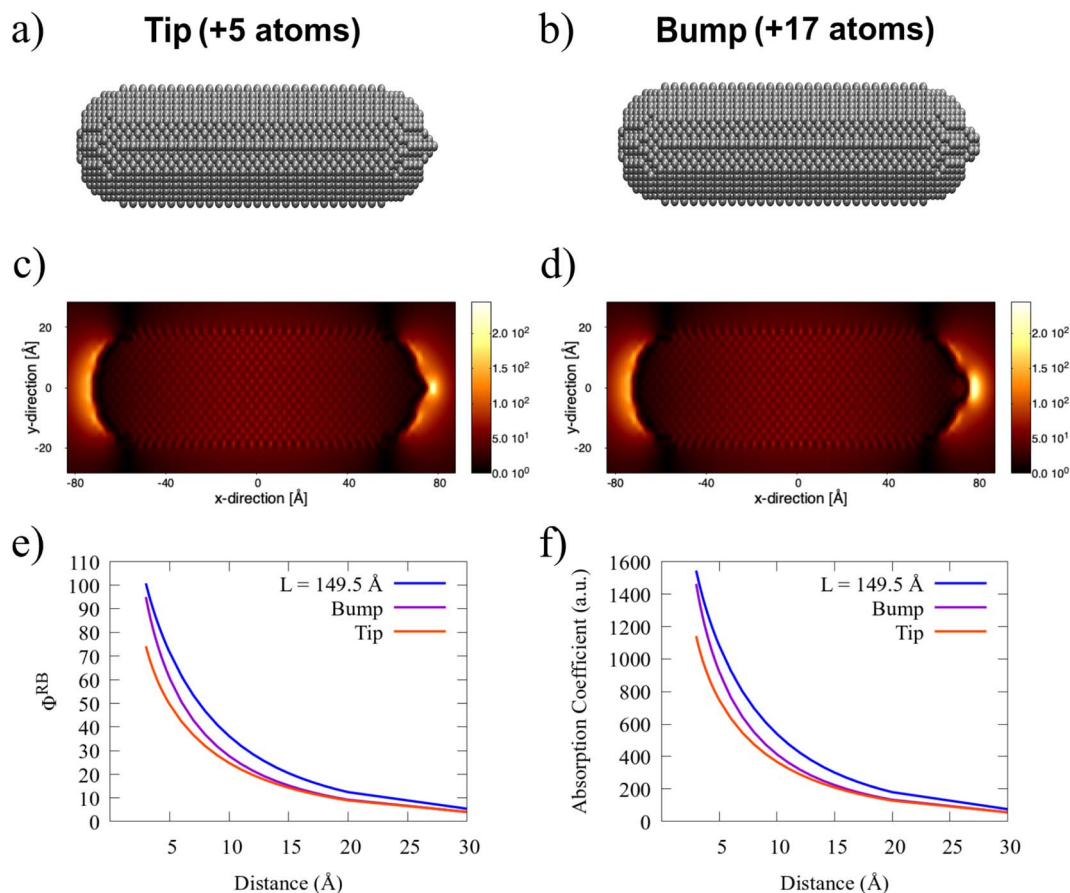 a)
Tip (+5 atoms)
b)
Bump (+17 atoms)
c)
y-direction [Å]
20
0
-20
-80
-40
0
40
80
x-direction [Å]
2.0 10²
1.5 10²
1.0 10²
5.0 10¹
0.0 10⁰
d)
y-direction [Å]
20
0
-20
-80
-40
0
40
80
x-direction [Å]
2.0 10²
1.5 10²
1.0 10²
5.0 10¹
0.0 10⁰
e)
Φᴿᴮ
110
100
90
80
70
60
50
40
30
20
10
0
L = 149.5 Å
Bump
Tip
5
10
15
20
25
30
Distance (Å)
f)
Absorption Coefficient (a.u.)
1600
1400
1200
1000
800
600
400
200
0
L = 149.5 Å
Bump
Tip
5
10
15
20
25
30
Distance (Å)